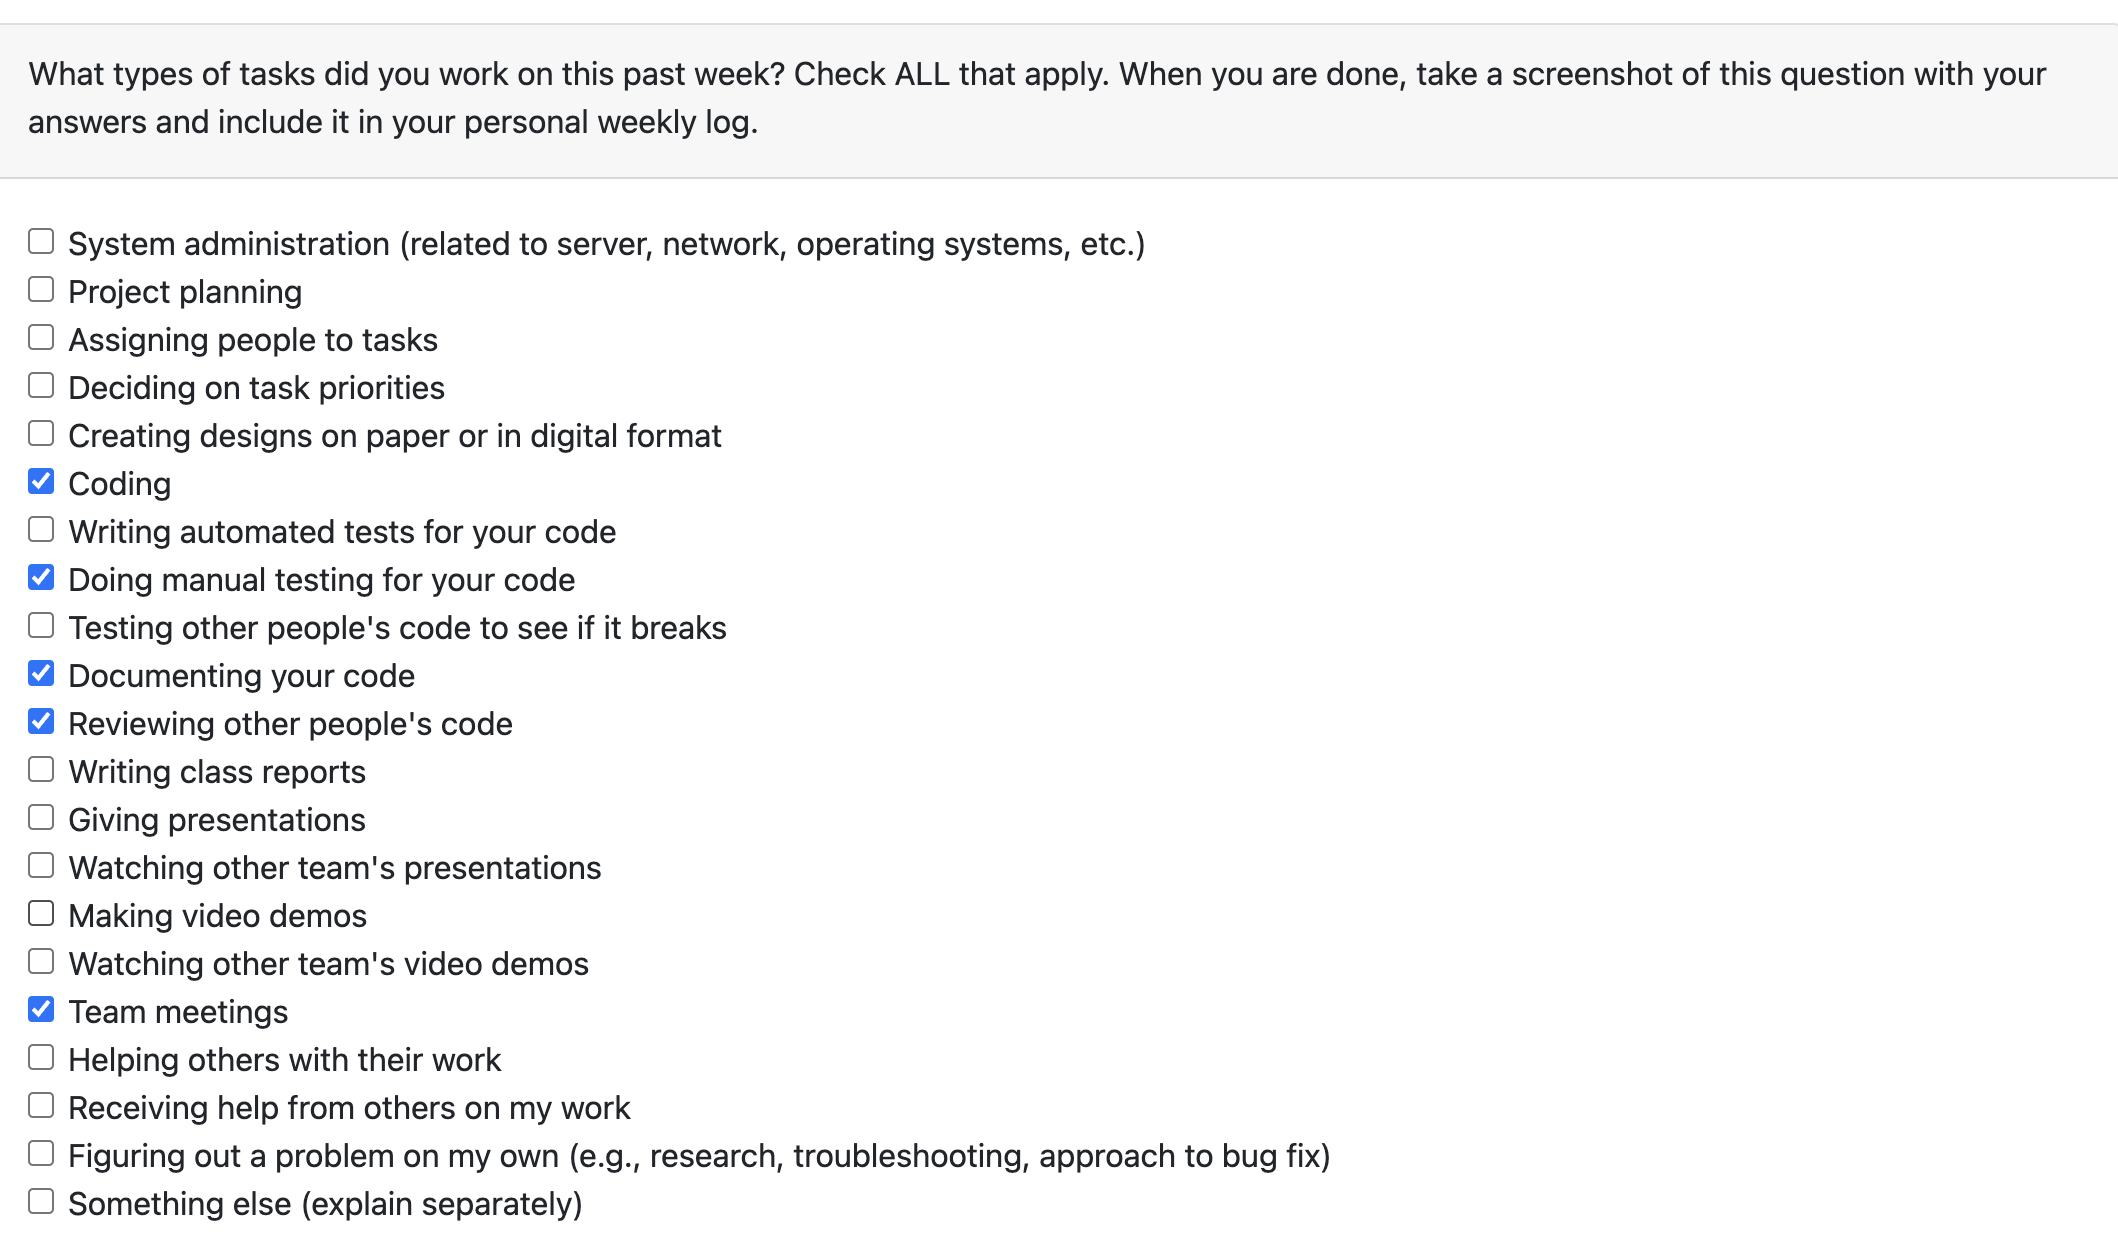 What types of tasks did you work on this past week? Check ALL that apply. When you are done, take a screenshot of this question with your
answers and include it in your personal weekly log.
System administration (related to server, network, operating systems, etc.)
Project planning
Assigning people to tasks
Deciding on task priorities
Creating designs on paper or in digital format
Coding
Writing automated tests for your code
Doing manual testing for your code
Testing other people's code to see if it breaks
Documenting your code
Reviewing other people's code
Writing class reports
Giving presentations
Watching other team's presentations
Making video demos
Watching other team's video demos
Team meetings
Helping others with their work
Receiving help from others on my work
Figuring out a problem on my own (e.g., research, troubleshooting, approach to bug fix)
Something else (explain separately)